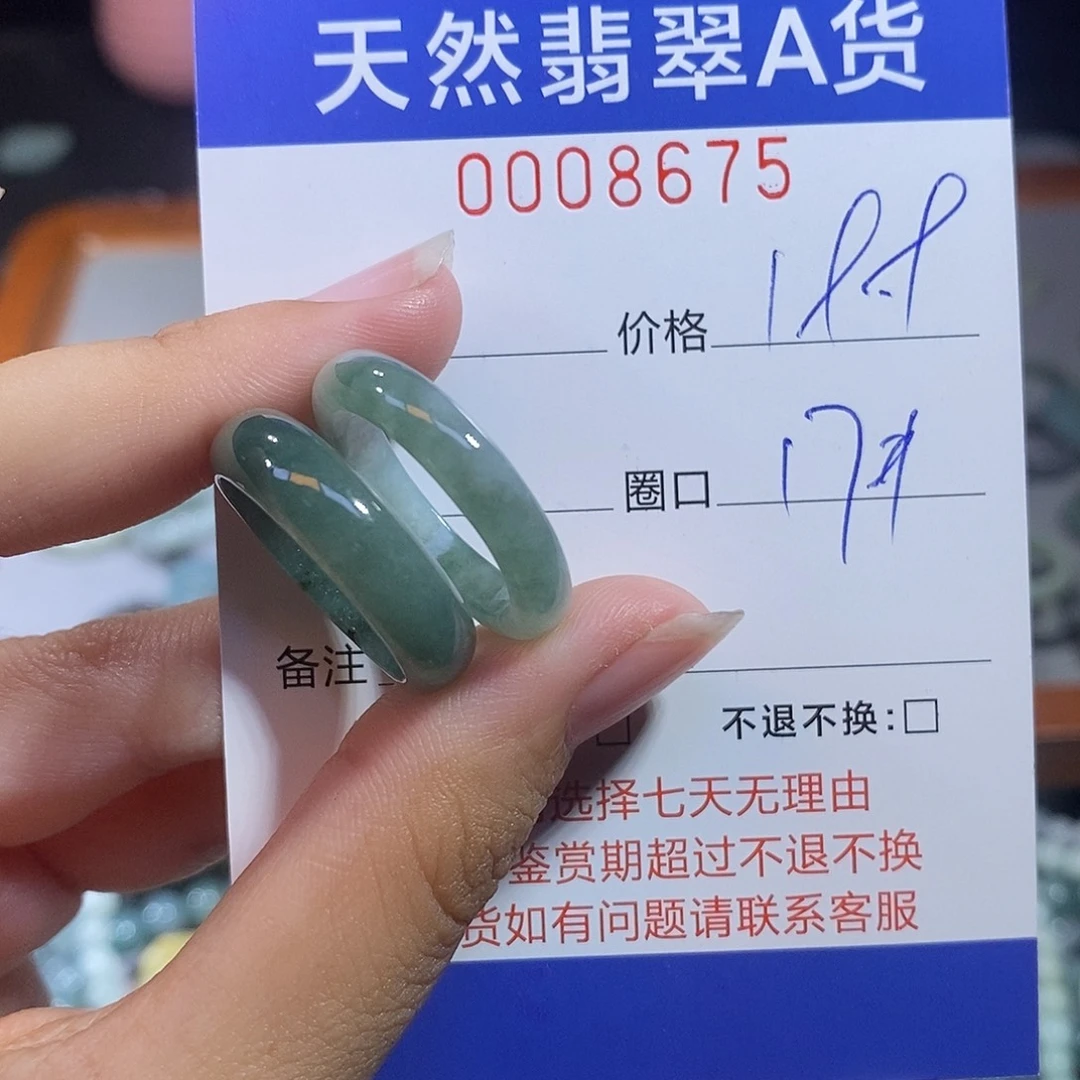 天然翡翠A货
0008675
价格 188
圈口 17#
备注
不退不换:□
选择七天无理由
鉴赏期超过不退不换
货如有问题请联系客服